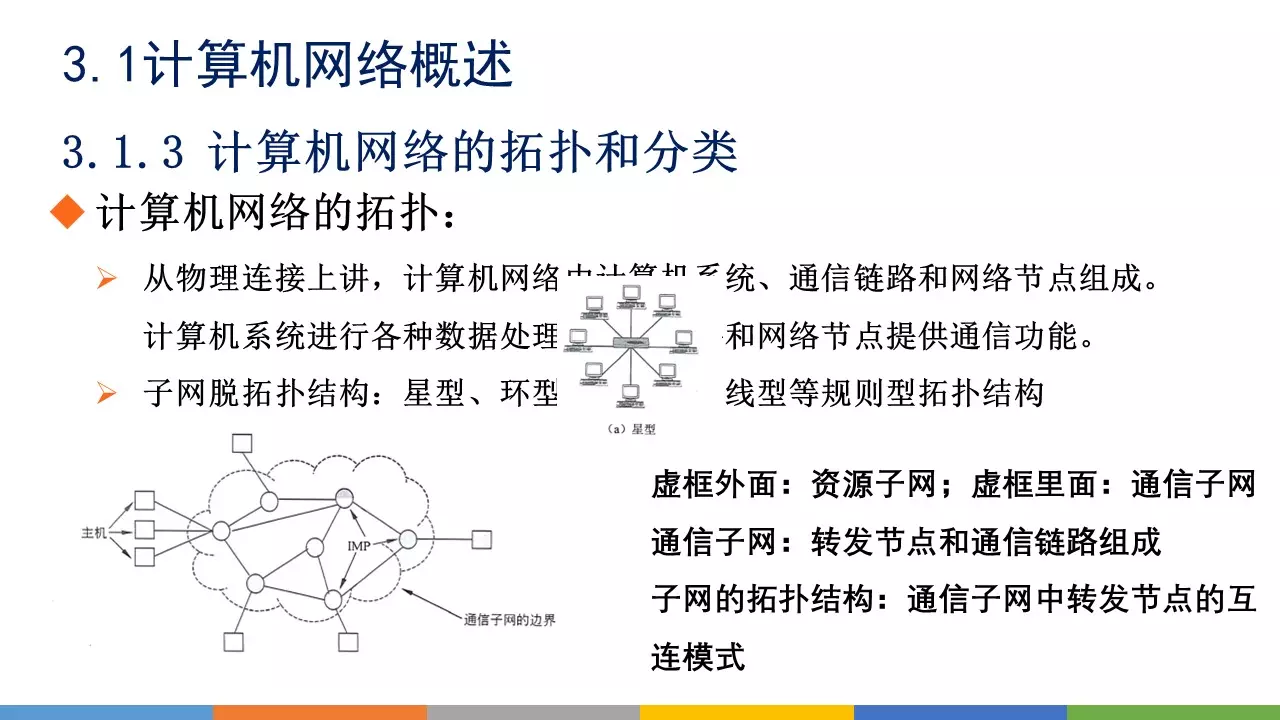 3.1计算机网络概述
3.1.3 计算机网络的拓扑和分类
计算机网络的拓扑：
从物理连接上讲，计算机网络由计算机系统、通信链路和网络节点组成。
计算机系统进行各种数据处理 和网络节点提供通信功能。
子网脱拓扑结构：星型、环型 线型等规则型拓扑结构
（a）星型
主机
IMP
通信子网的边界
虚框外面：资源子网；虚框里面：通信子网
通信子网：转发节点和通信链路组成
子网的拓扑结构：通信子网中转发节点的互
连模式